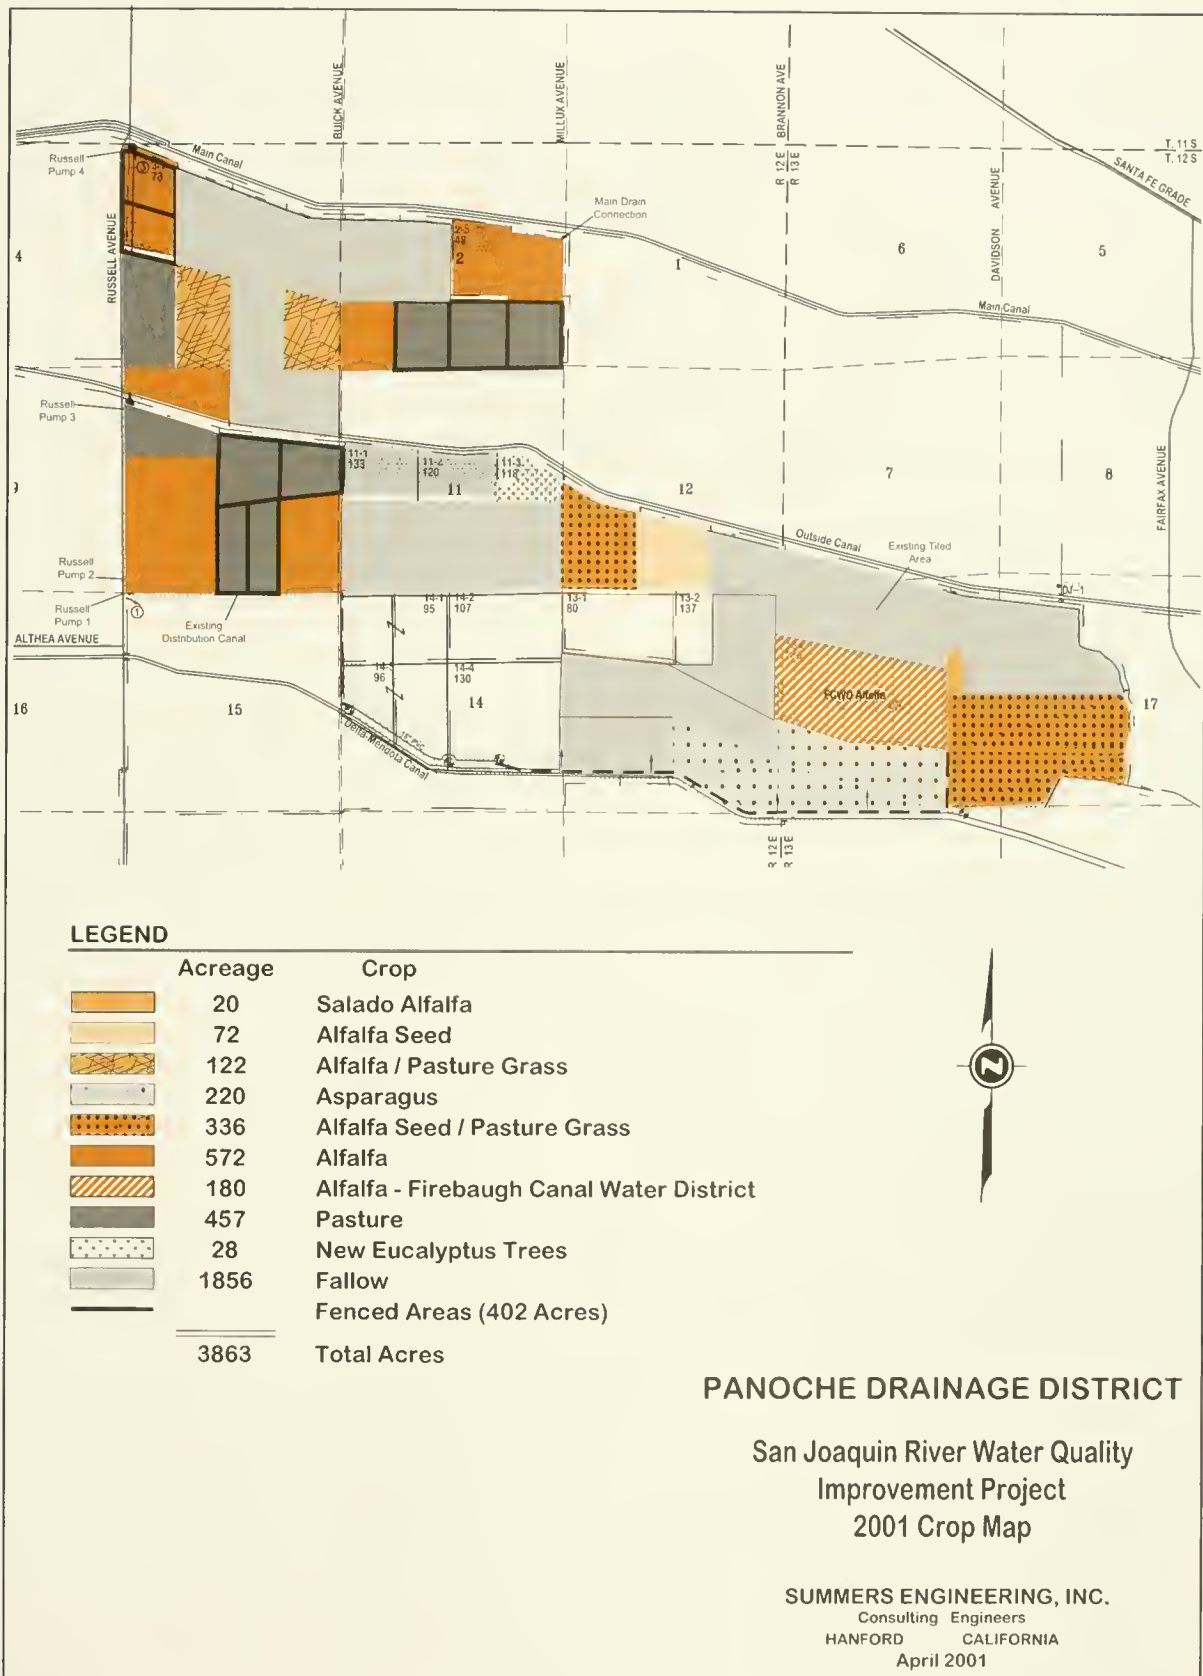 BUICK AVENUE
MILLUX AVENUE
BRANNON AVE
R 12 E
R 13 E
T. 11 S
T. 12 S
SANTA FE GRADE
Russell
Pump 4
Main Canal
3
73
Main Drain
Connection
DAVIDSON AVENUE
RUSSELL AVENUE
4
2-5
2
1
6
5
Main Canal
Russell
Pump 3
FAIRFAX AVENUE
9
11-1
133
11-2
120
11-3
118
11
12
7
8
Outside Canal
Existing Tiled
Area
Russell
Pump 2
Russell
Pump 1
1
Existing
Distribution Canal
ALTHEA AVENUE
14-1
95
14-2
107
13-1
80
13-2
137
DJ-1
96
14-4
130
FCWD Alfalfa
16
15
14
17
Delta-Mendota Canal
R 12 E
R 13 E
LEGEND
Acreage Crop
20 Salado Alfalfa
72 Alfalfa Seed
122 Alfalfa / Pasture Grass
220 Asparagus
336 Alfalfa Seed / Pasture Grass
572 Alfalfa
180 Alfalfa - Firebaugh Canal Water District
457 Pasture
28 New Eucalyptus Trees
1856 Fallow
Fenced Areas (402 Acres)
3863 Total Acres
N
PANOCHE DRAINAGE DISTRICT
San Joaquin River Water Quality
Improvement Project
2001 Crop Map
SUMMERS ENGINEERING, INC.
Consulting Engineers
HANFORD CALIFORNIA
April 2001